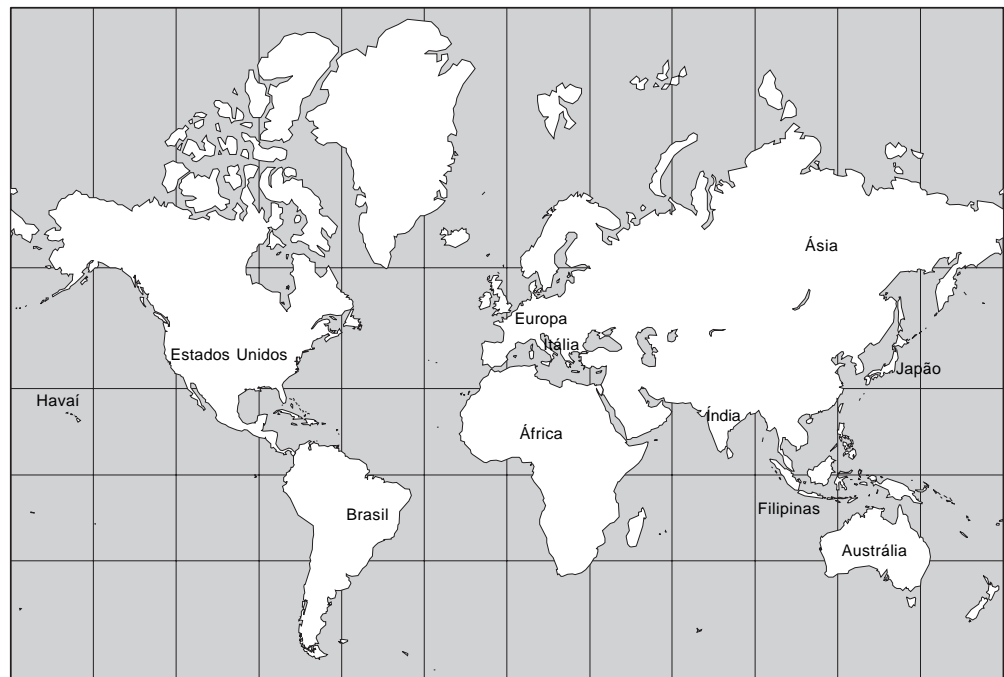 Ásia
Europa
Itália
Estados Unidos
Japão
Havaí
Índia
África
Filipinas
Brasil
Austrália